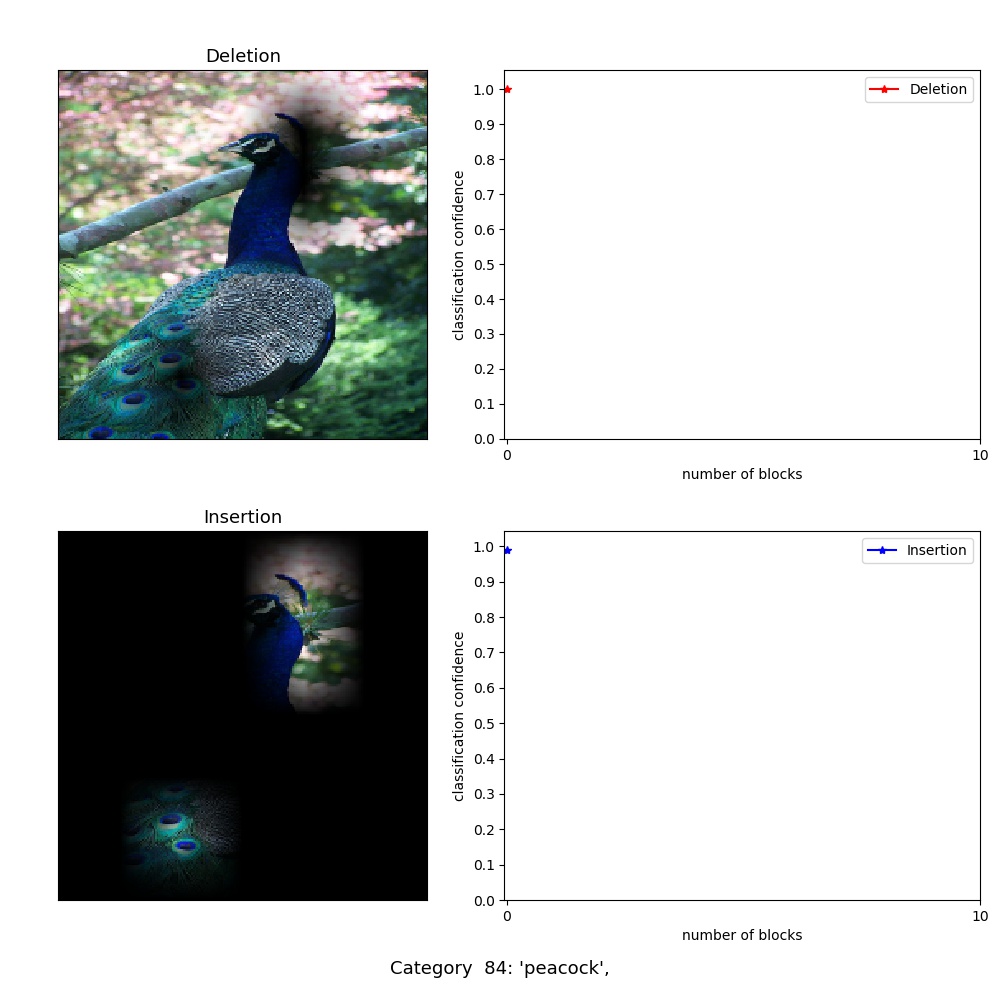 Deletion
1.0
0.9
0.8
0.7
0.6
0.5
0.4
0.3
0.2
0.1
0.0
classification confidence
Deletion
0 10
number of blocks
Insertion
1.0
0.9
0.8
0.7
0.6
0.5
0.4
0.3
0.2
0.1
0.0
classification confidence
Insertion
0 10
number of blocks
Category  84: 'peacock',